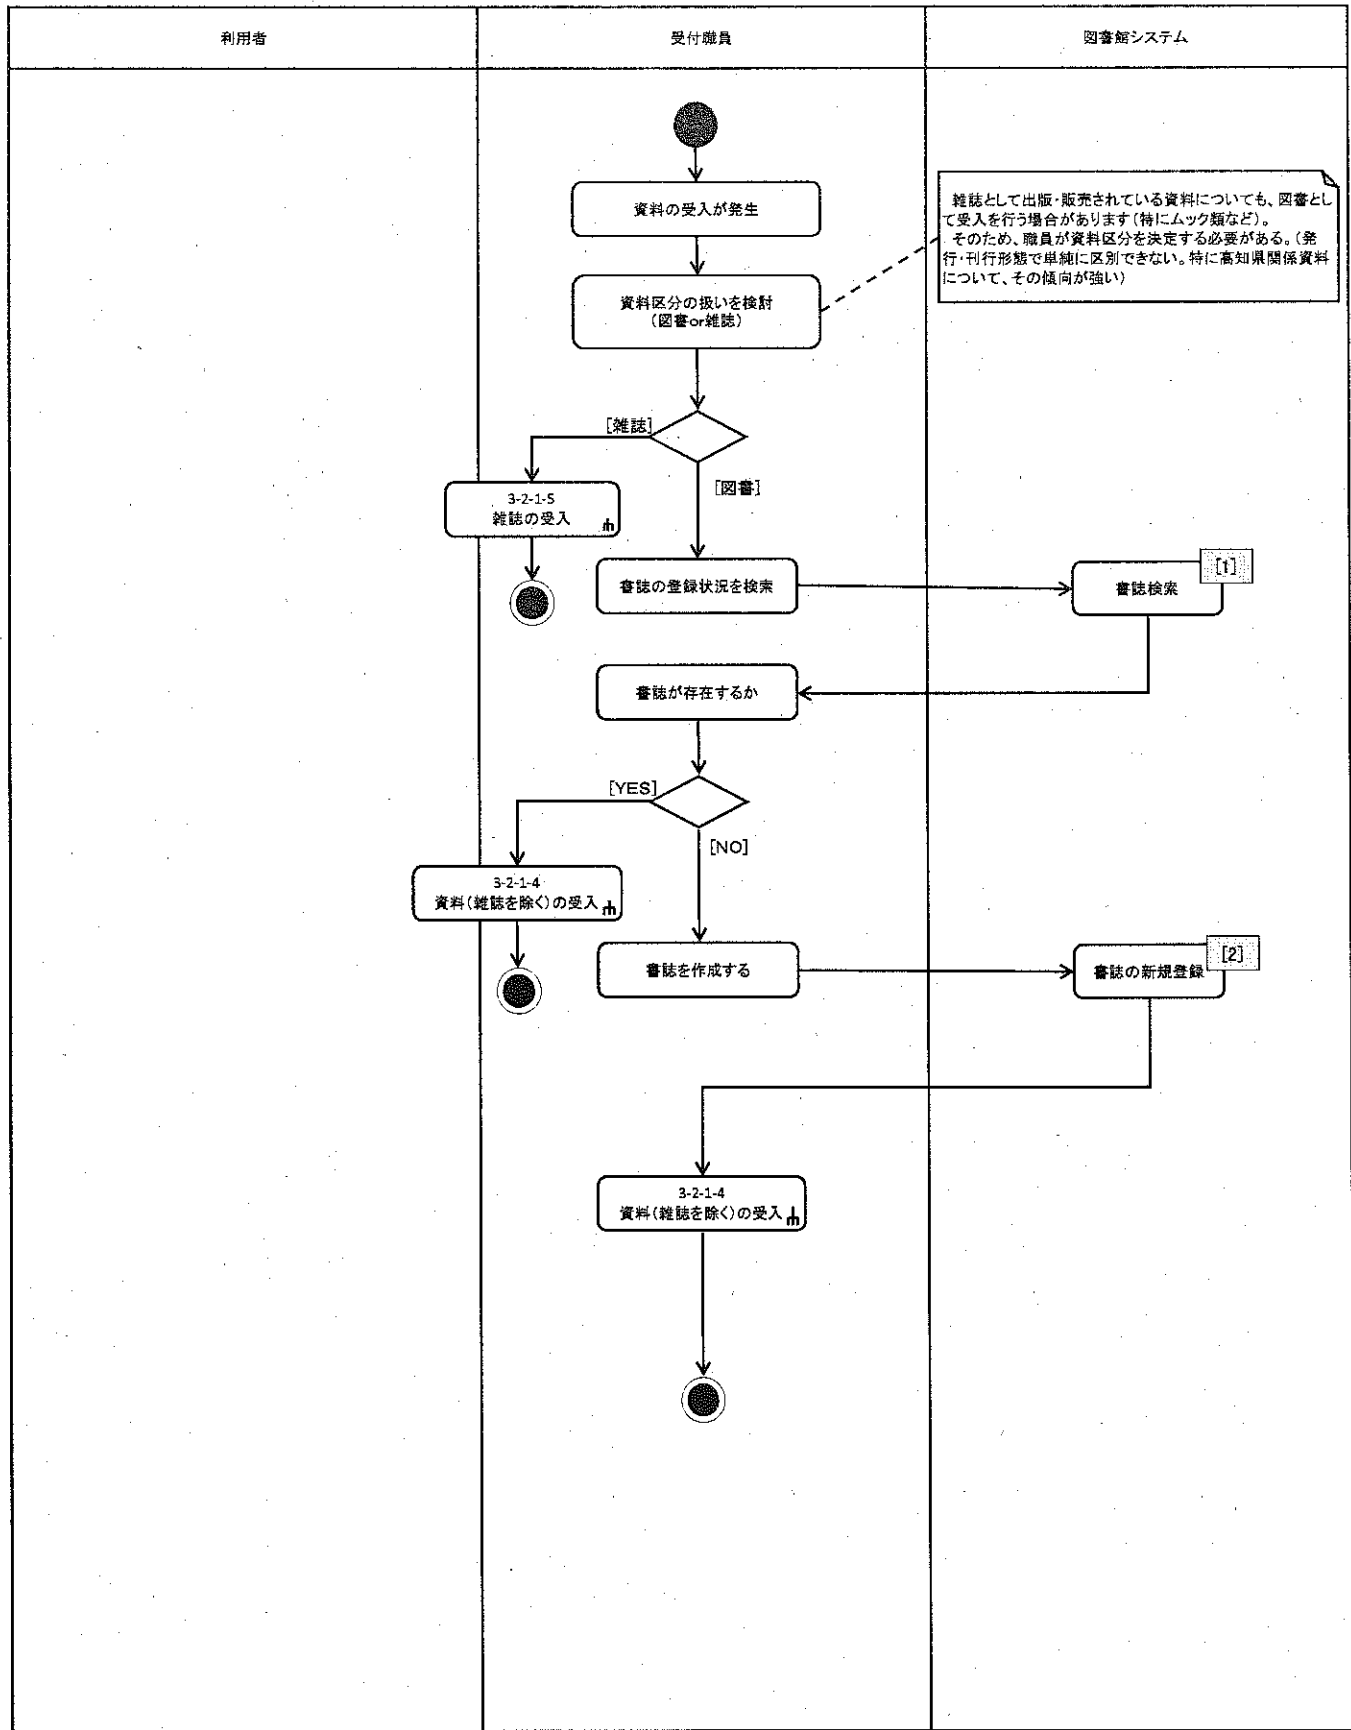 利用者
受付職員
図書館システム
資料の受入が発生
雑誌として出版・販売されている資料についても、図書とし
て受入を行う場合があります(特にムック類など)。
そのため、職員が資料区分を決定する必要がある。(発
行・刊行形態で単純に区別できない。特に高知県関係資料
について、その傾向が強い)
資料区分の扱いを検討
(図書or雑誌)
[雑誌]
[図書]
3-2-1-5
雑誌の受入
書誌の登録状況を検索
[1]
書誌検索
書誌が存在するか
[YES]
[NO]
3-2-1-4
資料(雑誌を除く)の受入
書誌を作成する
[2]
書誌の新規登録
3-2-1-4
資料(雑誌を除く)の受入